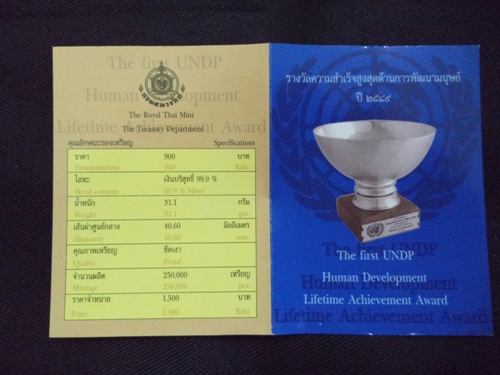 The first UNDP
Human Development
Lifetime Achievement Award
กรมธนารักษ์
The Royal Thai Mint
The Treasury Department
คุณลักษณะของเหรียญ Specifications
ราคา 900 บาท
Denomination 900 Baht
โลหะ เงินบริสุทธิ์ 99.9 %
Metal content 99.9 % Silver
น้ำหนัก 31.1 กรัม
Weight 31.1 gm.
เส้นผ่าศูนย์กลาง 40.60 มิลลิเมตร
Diameter 40.60 mm.
คุณภาพเหรียญ ขัดเงา
Quality Proof
จำนวนผลิต 250,000 เหรียญ
Mintage 250,000 pcs.
ราคาจำหน่าย 1,500 บาท
Price 1,500 Baht
รางวัลความสำเร็จสูงสุดด้านการพัฒนามนุษย์
ปี ๒๕๔๙
The first UNDP
Human Development
Lifetime Achievement Award
The first UNDP
Human Development
Lifetime Achievement Award